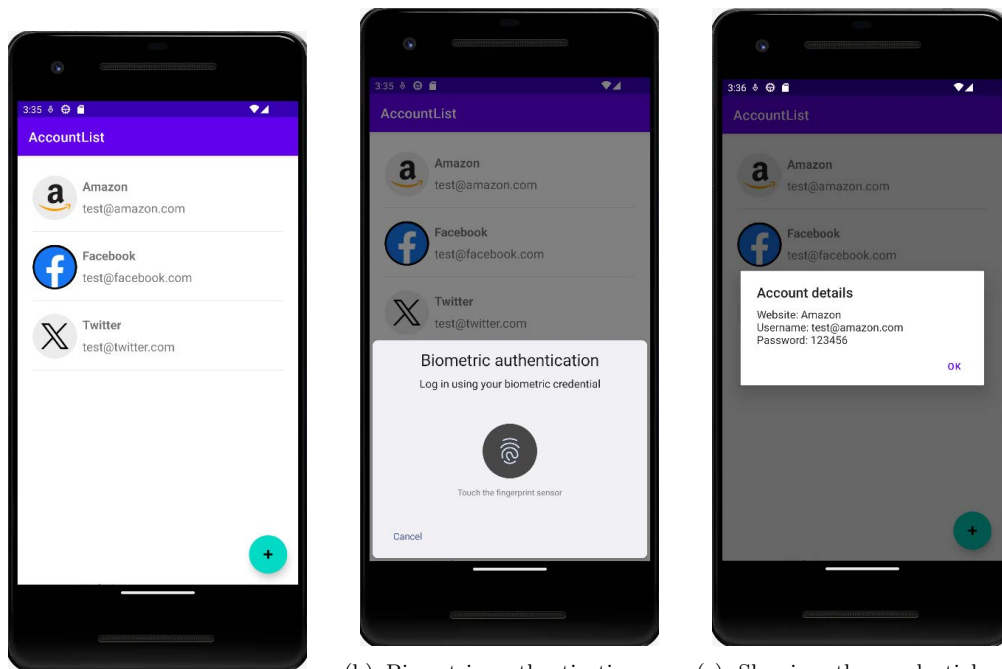 3:35
AccountList
Amazon
test@amazon.com
Facebook
test@facebook.com
Twitter
test@twitter.com
+
3:35
AccountList
Amazon
test@amazon.com
Facebook
test@facebook.com
Twitter
test@twitter.com
Biometric authentication
Log in using your biometric credential
Touch the fingerprint sensor
Cancel
3:36
AccountList
Amazon
test@amazon.com
Facebook
test@facebook.com
Account details
Website: Amazon
Username: test@amazon.com
Password: 123456
OK
+